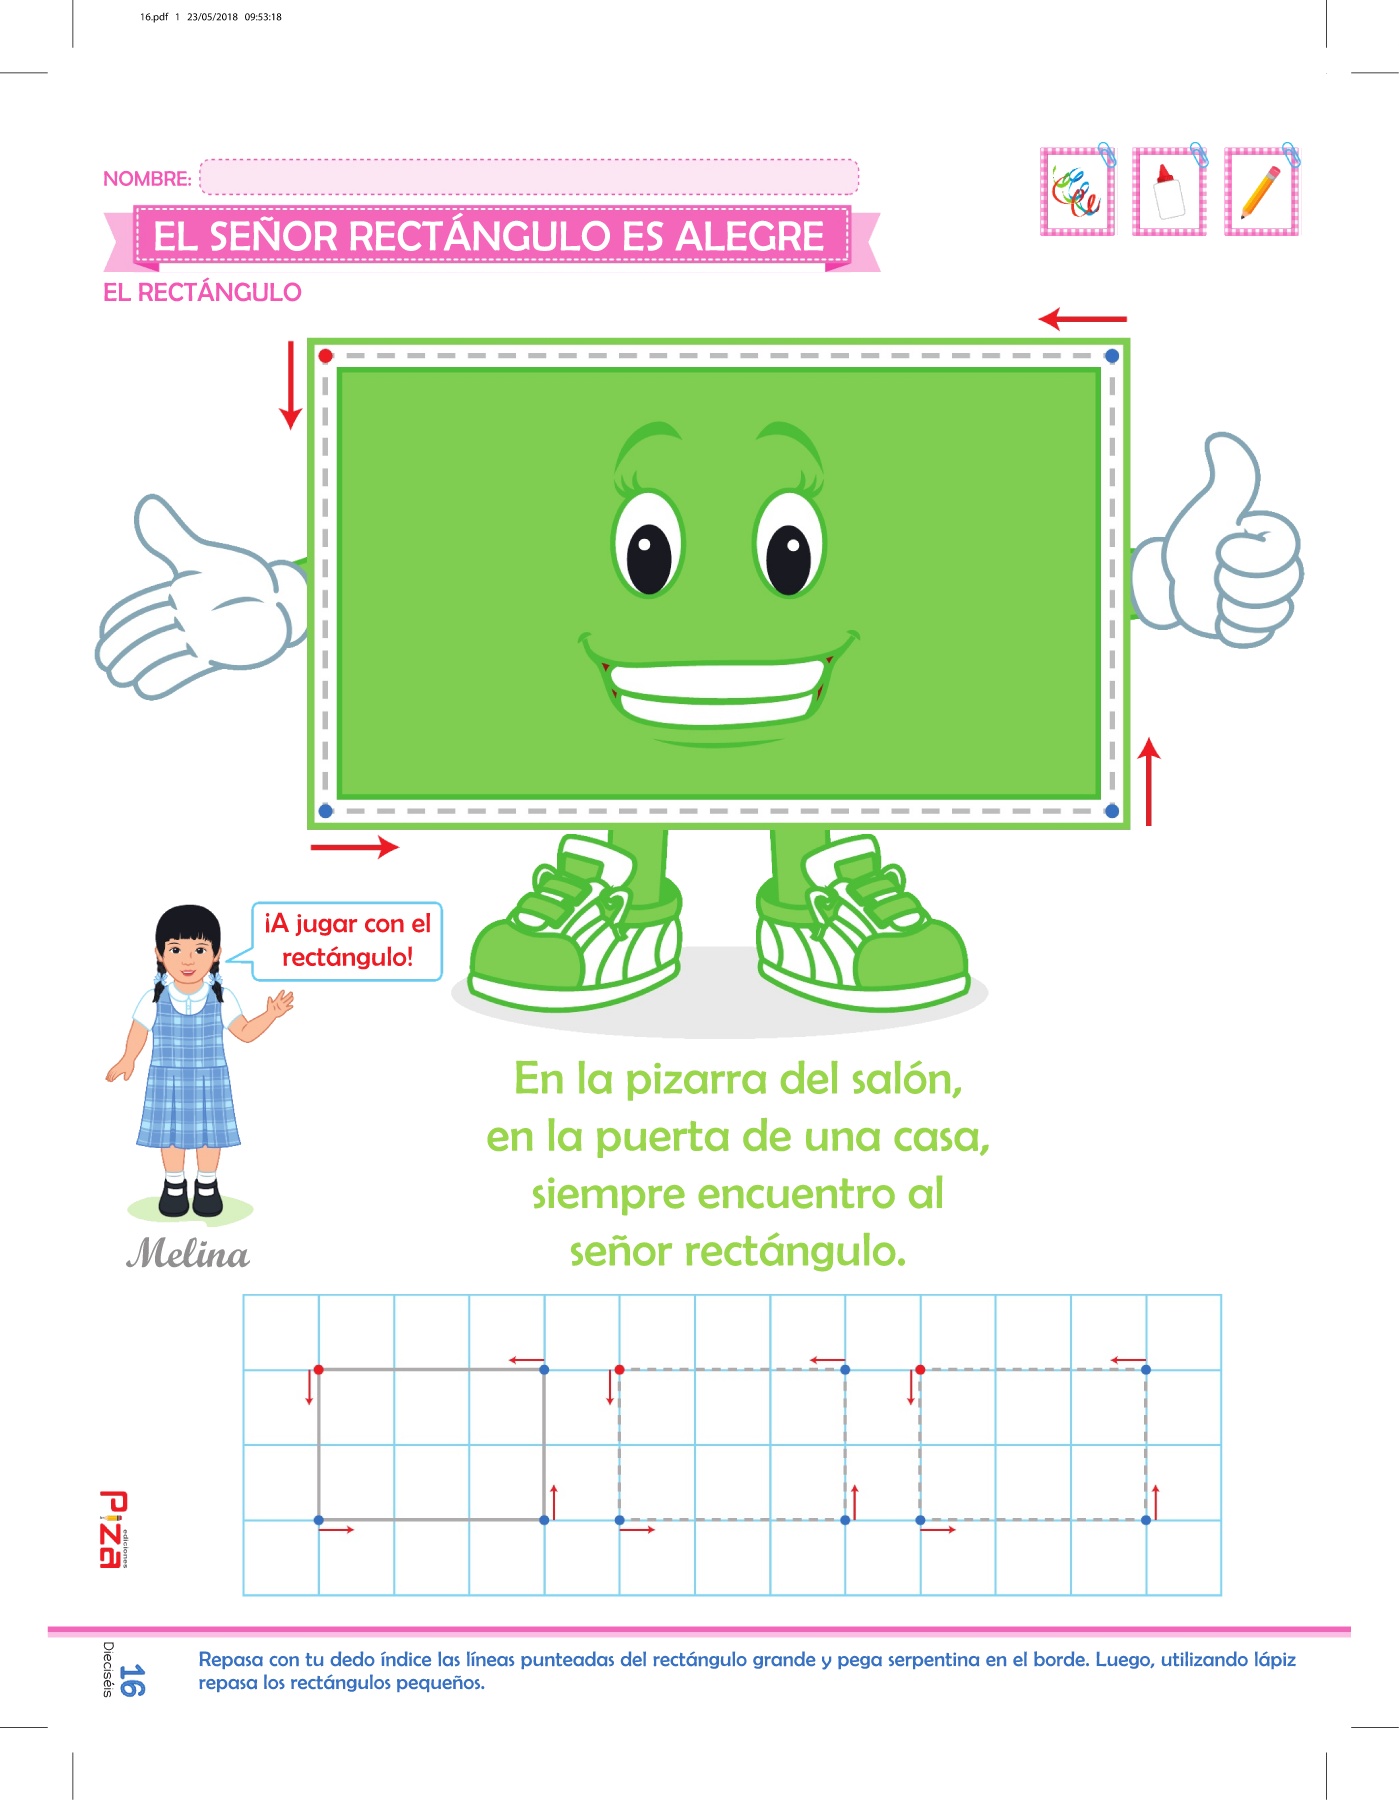 16.pdf 1 23/05/2018 09:53:18
NOMBRE:
EL SEÑOR RECTÁNGULO ES ALEGRE
EL RECTÁNGULO
¡A jugar con el
rectángulo!
Melina
En la pizarra del salón,
en la puerta de una casa,
siempre encuentro al
señor rectángulo.
Piza
ediciones
16
Dieciséis
Repasa con tu dedo índice las líneas punteadas del rectángulo grande y pega serpentina en el borde. Luego, utilizando lápiz
repasa los rectángulos pequeños.